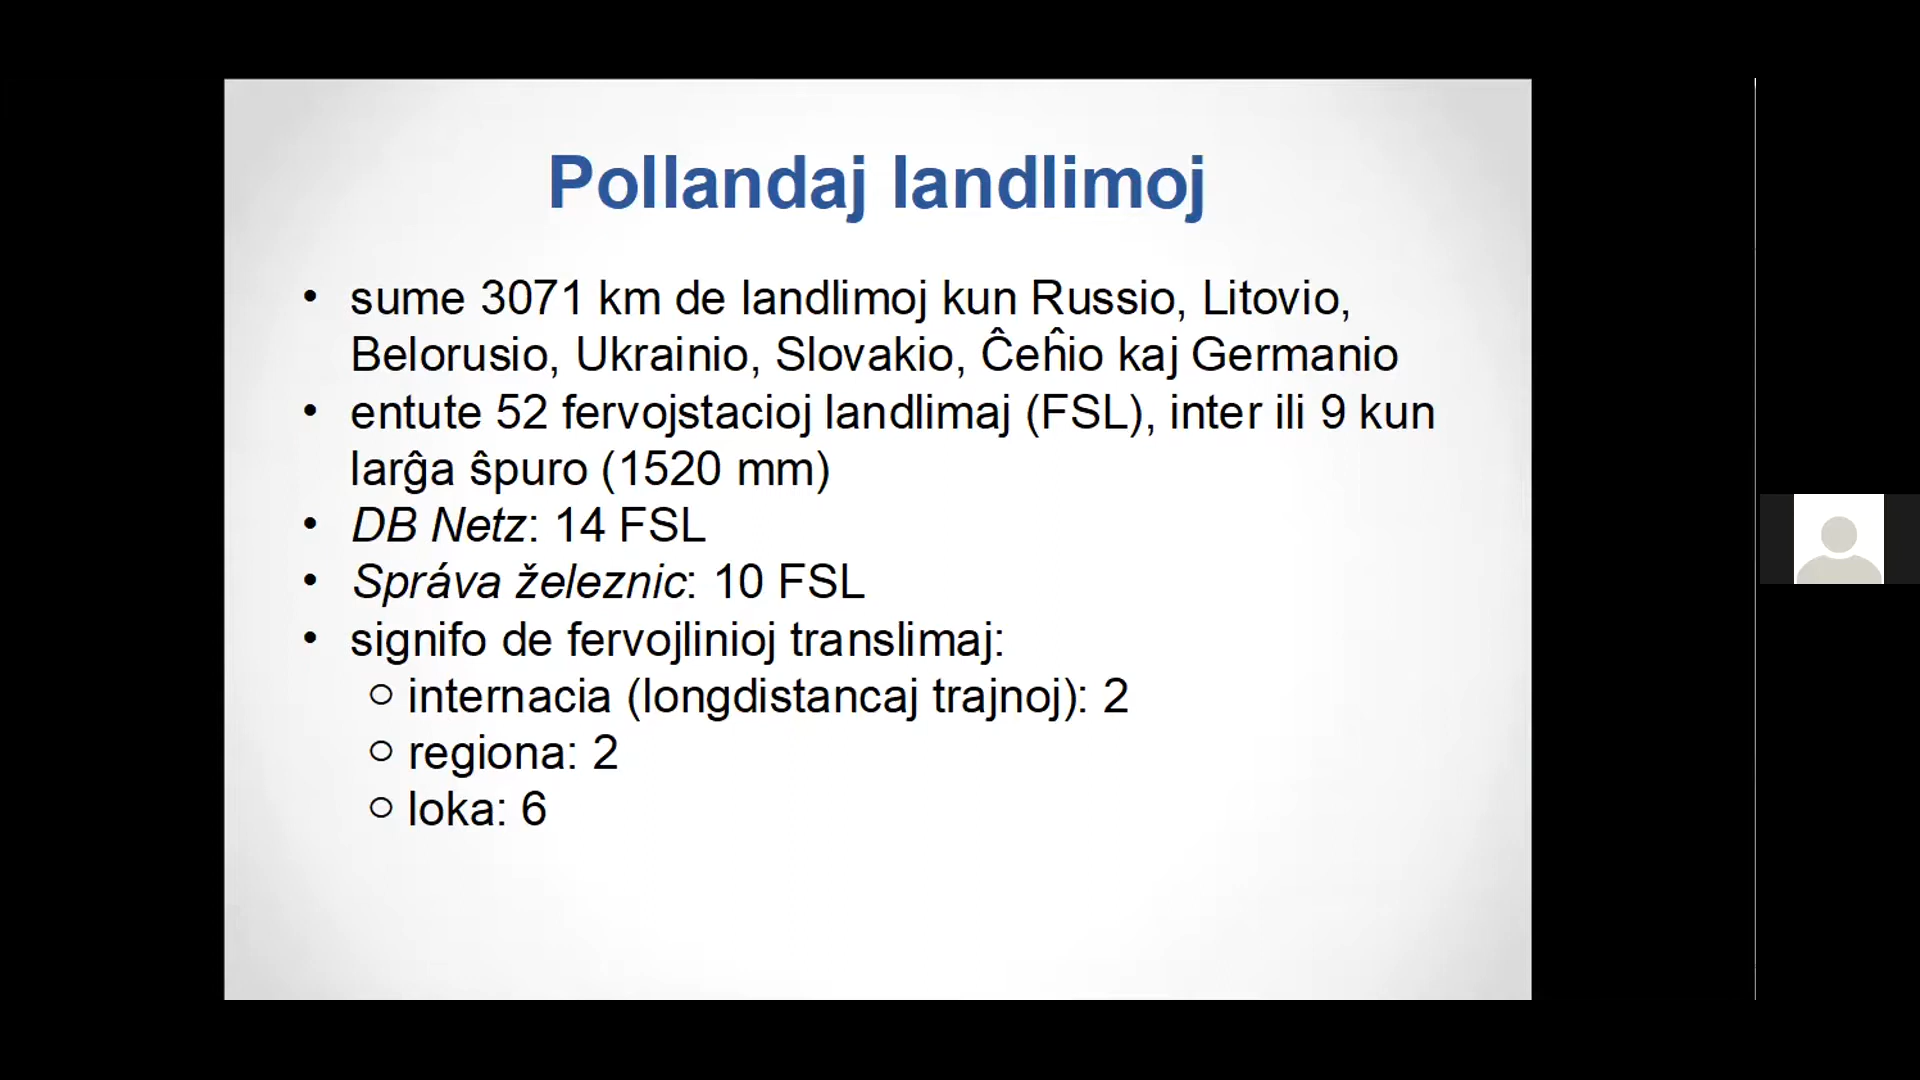 Pollandaj landlimoj
• sume 3071 km de landlimoj kun Russio, Litovio,
Belorusio, Ukrainio, Slovakio, Ĉeĥio kaj Germanio
• entute 52 fervojstacioj landlimaj (FSL), inter ili 9 kun
larĝa ŝpuro (1520 mm)
• DB Netz: 14 FSL
• Správa železnic: 10 FSL
• signifo de fervojlinioj translimaj:
○ internacia (longdistancaj trajnoj): 2
○ regiona: 2
○ loka: 6